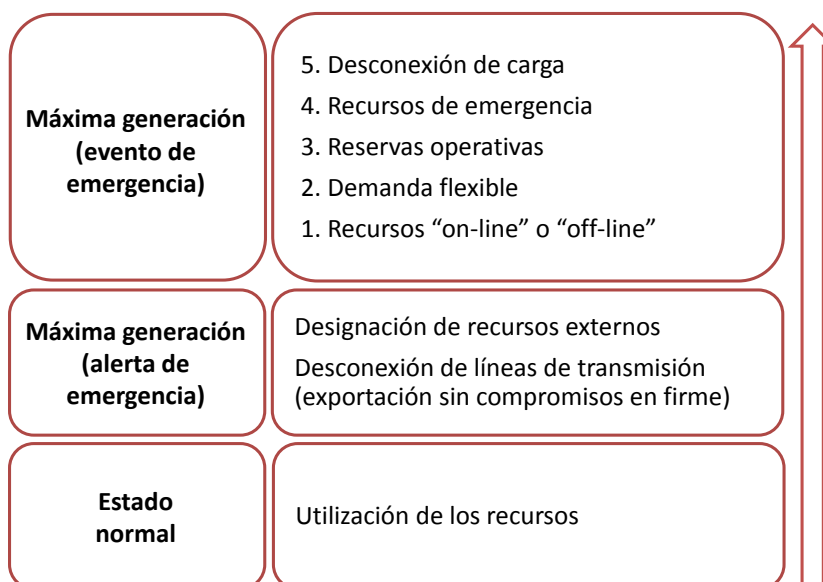 Máxima generación
(evento de
emergencia)
5. Desconexión de carga
4. Recursos de emergencia
3. Reservas operativas
2. Demanda flexible
1. Recursos “on-line” o “off-line”
Máxima generación
(alerta de
emergencia)
Designación de recursos externos
Desconexión de líneas de transmisión
(exportación sin compromisos en firme)
Estado
normal
Utilización de los recursos